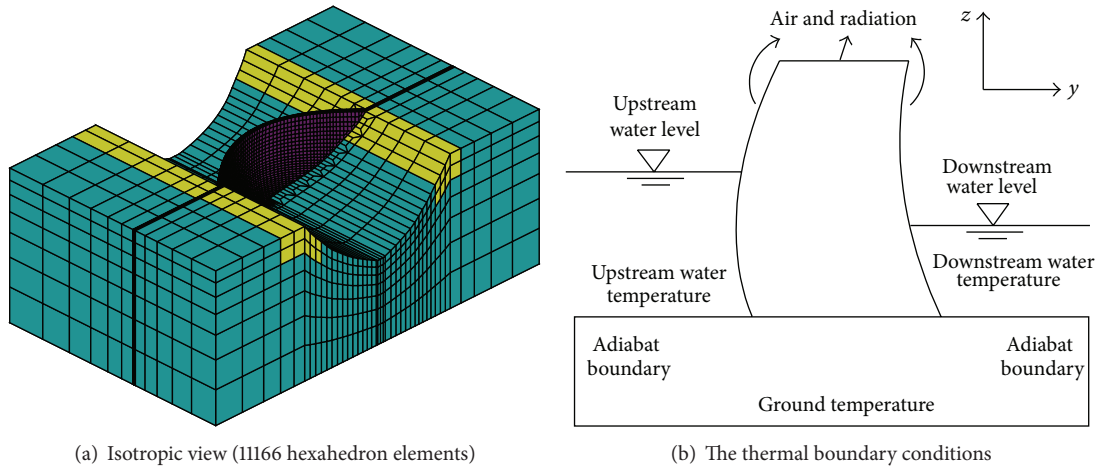 Air and radiation
z
y
Upstream
water level
Downstream
water level
Upstream water
temperature
Downstream water
temperature
Adiabat
boundary
Adiabat
boundary
Ground temperature
(a) Isotropic view (11166 hexahedron elements)
(b) The thermal boundary conditions